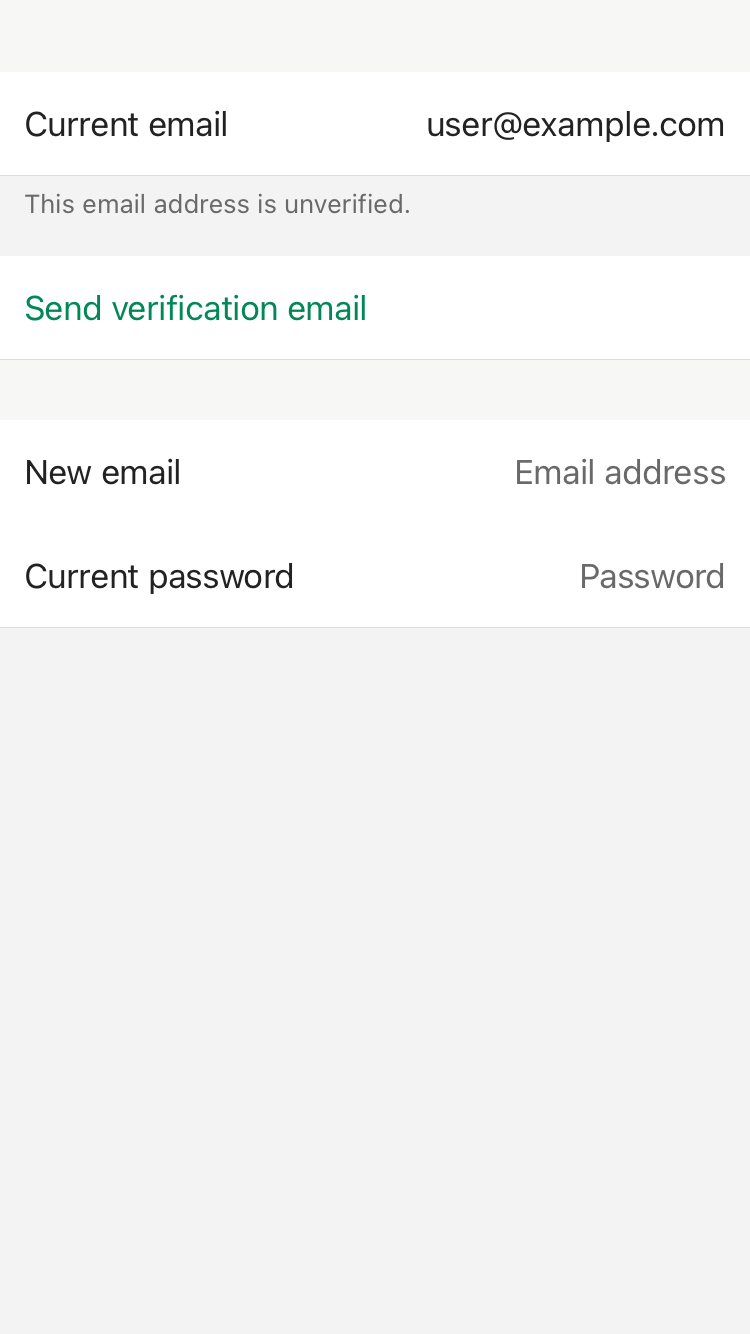 Current email user@example.com
This email address is unverified.
Send verification email
New email Email address
Current password Password